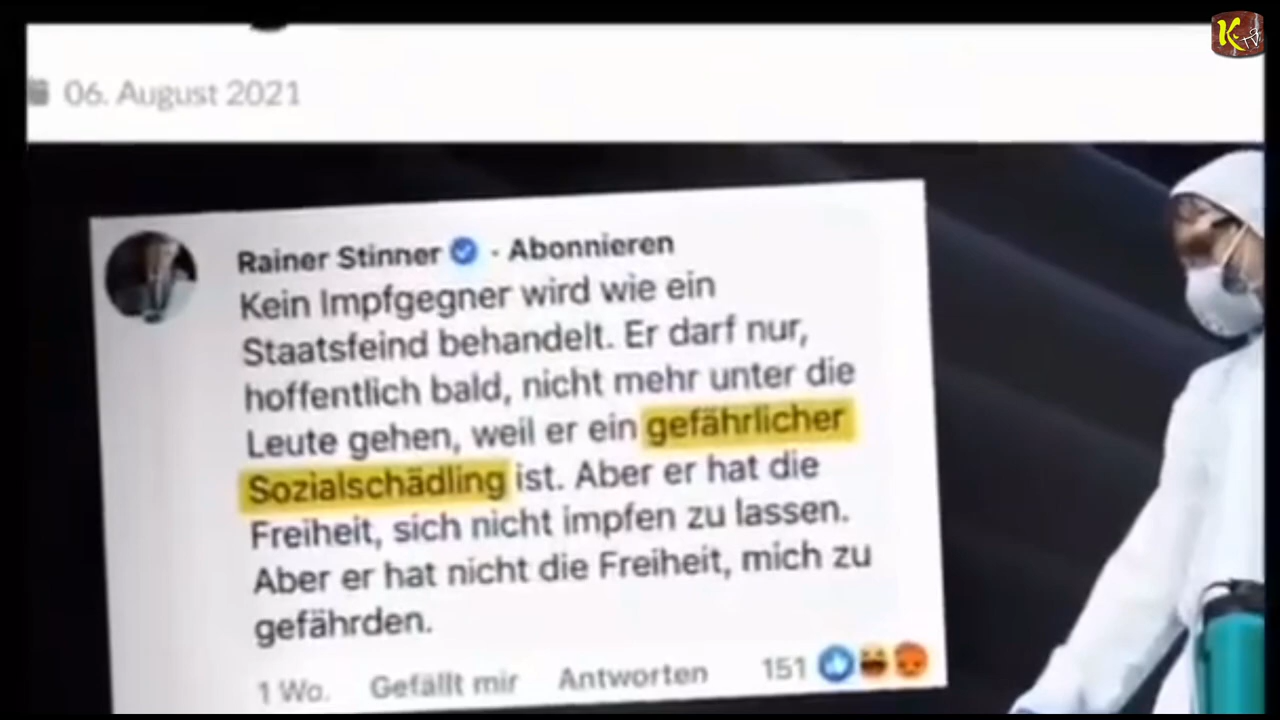 K TV
06. August 2021
Rainer Stinner · Abonnieren
Kein Impfgegner wird wie ein
Staatsfeind behandelt. Er darf nur,
hoffentlich bald, nicht mehr unter die
Leute gehen, weil er ein gefährlicher
Sozialschädling ist. Aber er hat die
Freiheit, sich nicht impfen zu lassen.
Aber er hat nicht die Freiheit, mich zu
gefährden.
1 Wo. Gefällt mir Antworten 151